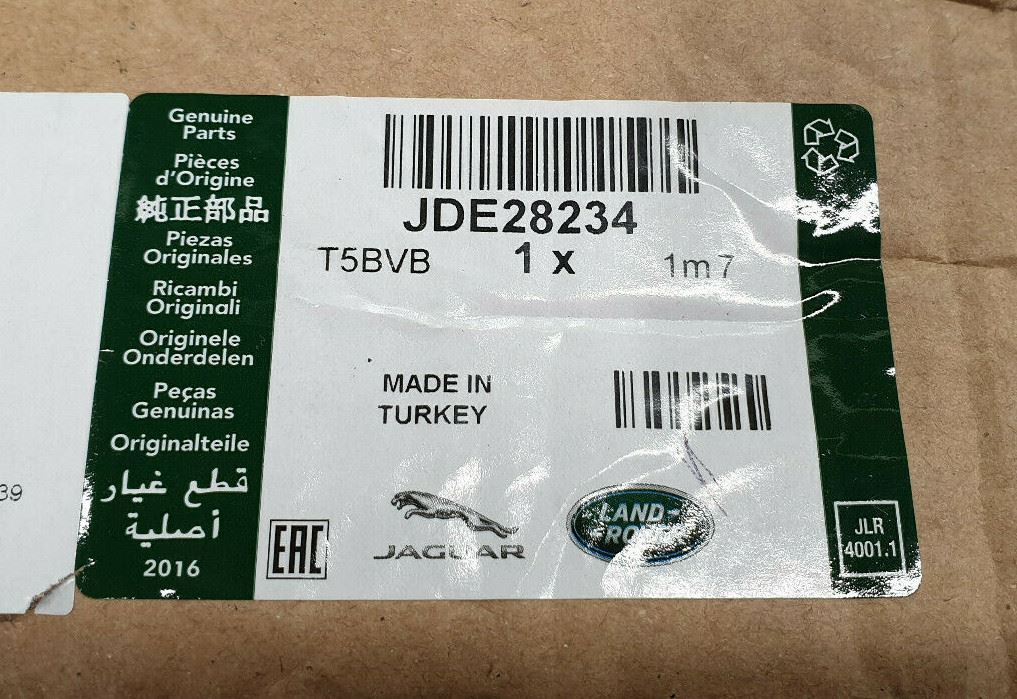 Genuine
Parts
Pièces
d'Origine
純正部品
Piezas
Originales
Ricambi
Originali
Originele
Onderdelen
Peças
Genuinas
Originalteile
قطع غيار
أصلية
2016
39
JDE28234
T5BVB 1 x 1m7
MADE IN
TURKEY
EAC
JAGUAR
LAND-
ROVER
JLR
4001.1